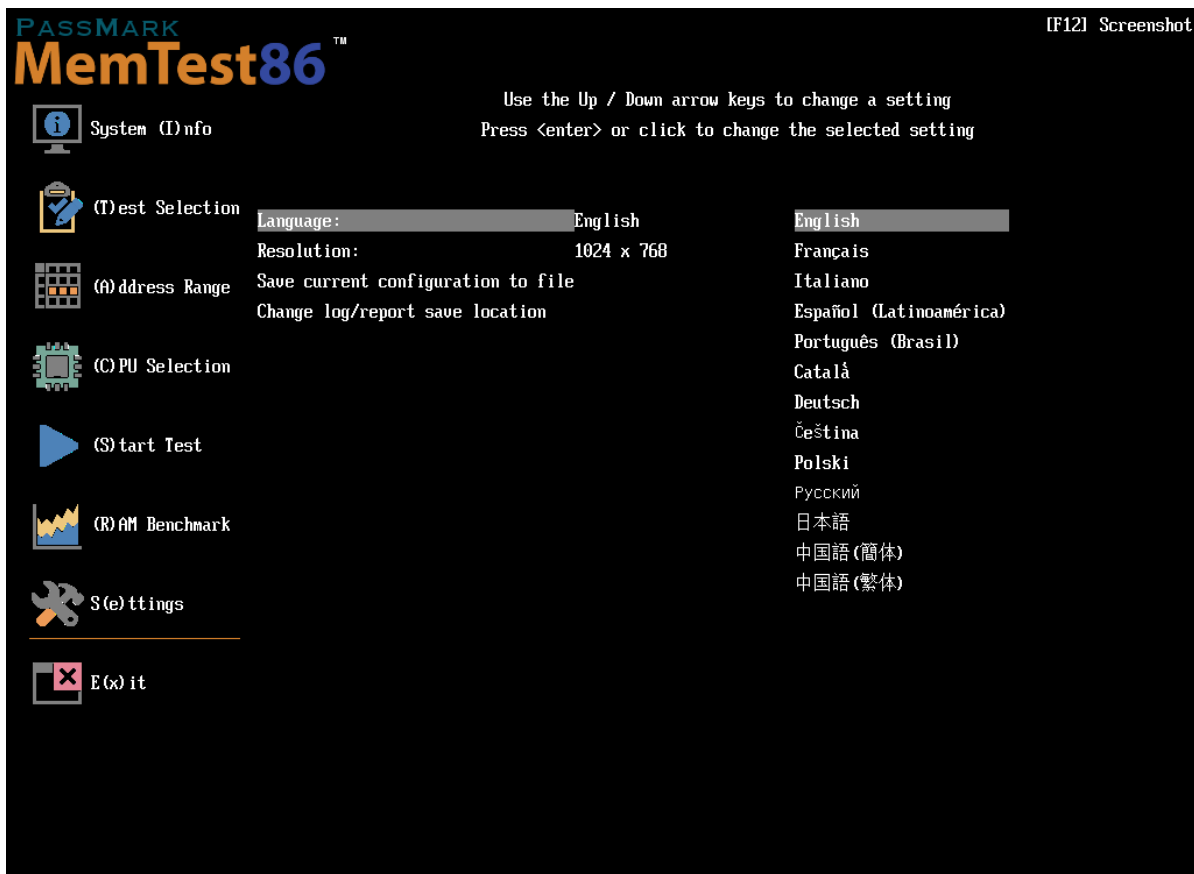 PASSMARK
MemTest86™
[F12] Screenshot
Use the Up / Down arrow keys to change a setting
Press <enter> or click to change the selected setting
System (I)nfo
(T)est Selection
(A)ddress Range
(C)PU Selection
(S)tart Test
(R)AM Benchmark
S(e)ttings
E(x)it
Language: English
Resolution: 1024 x 768
Save current configuration to file
Change log/report save location
English
Français
Italiano
Español (Latinoamérica)
Português (Brasil)
Català
Deutsch
Čeština
Polski
Русский
日本語
中国語(簡体)
中国語(繁体)